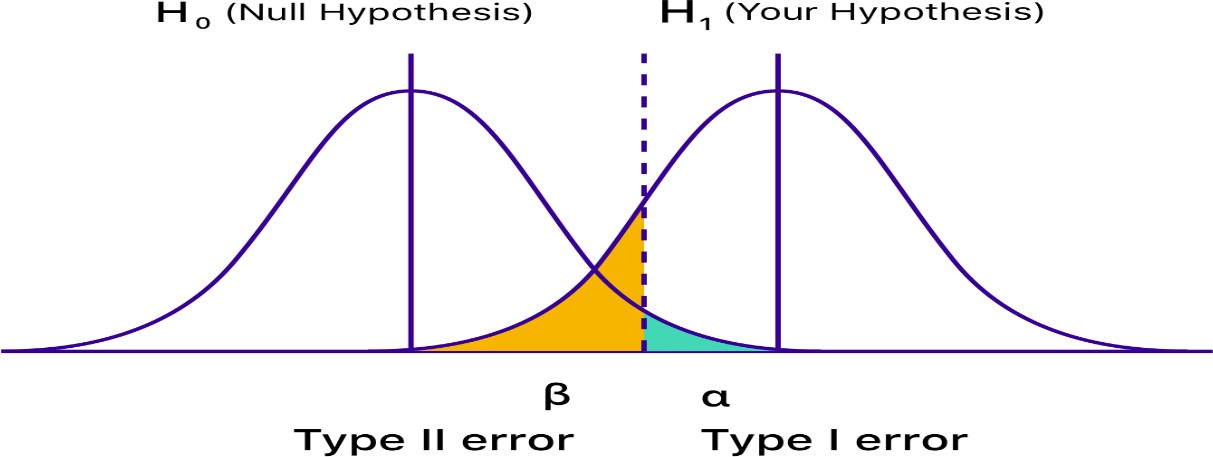 H₀ (Null Hypothesis) H₁ (Your Hypothesis)
β α
Type II error Type I error